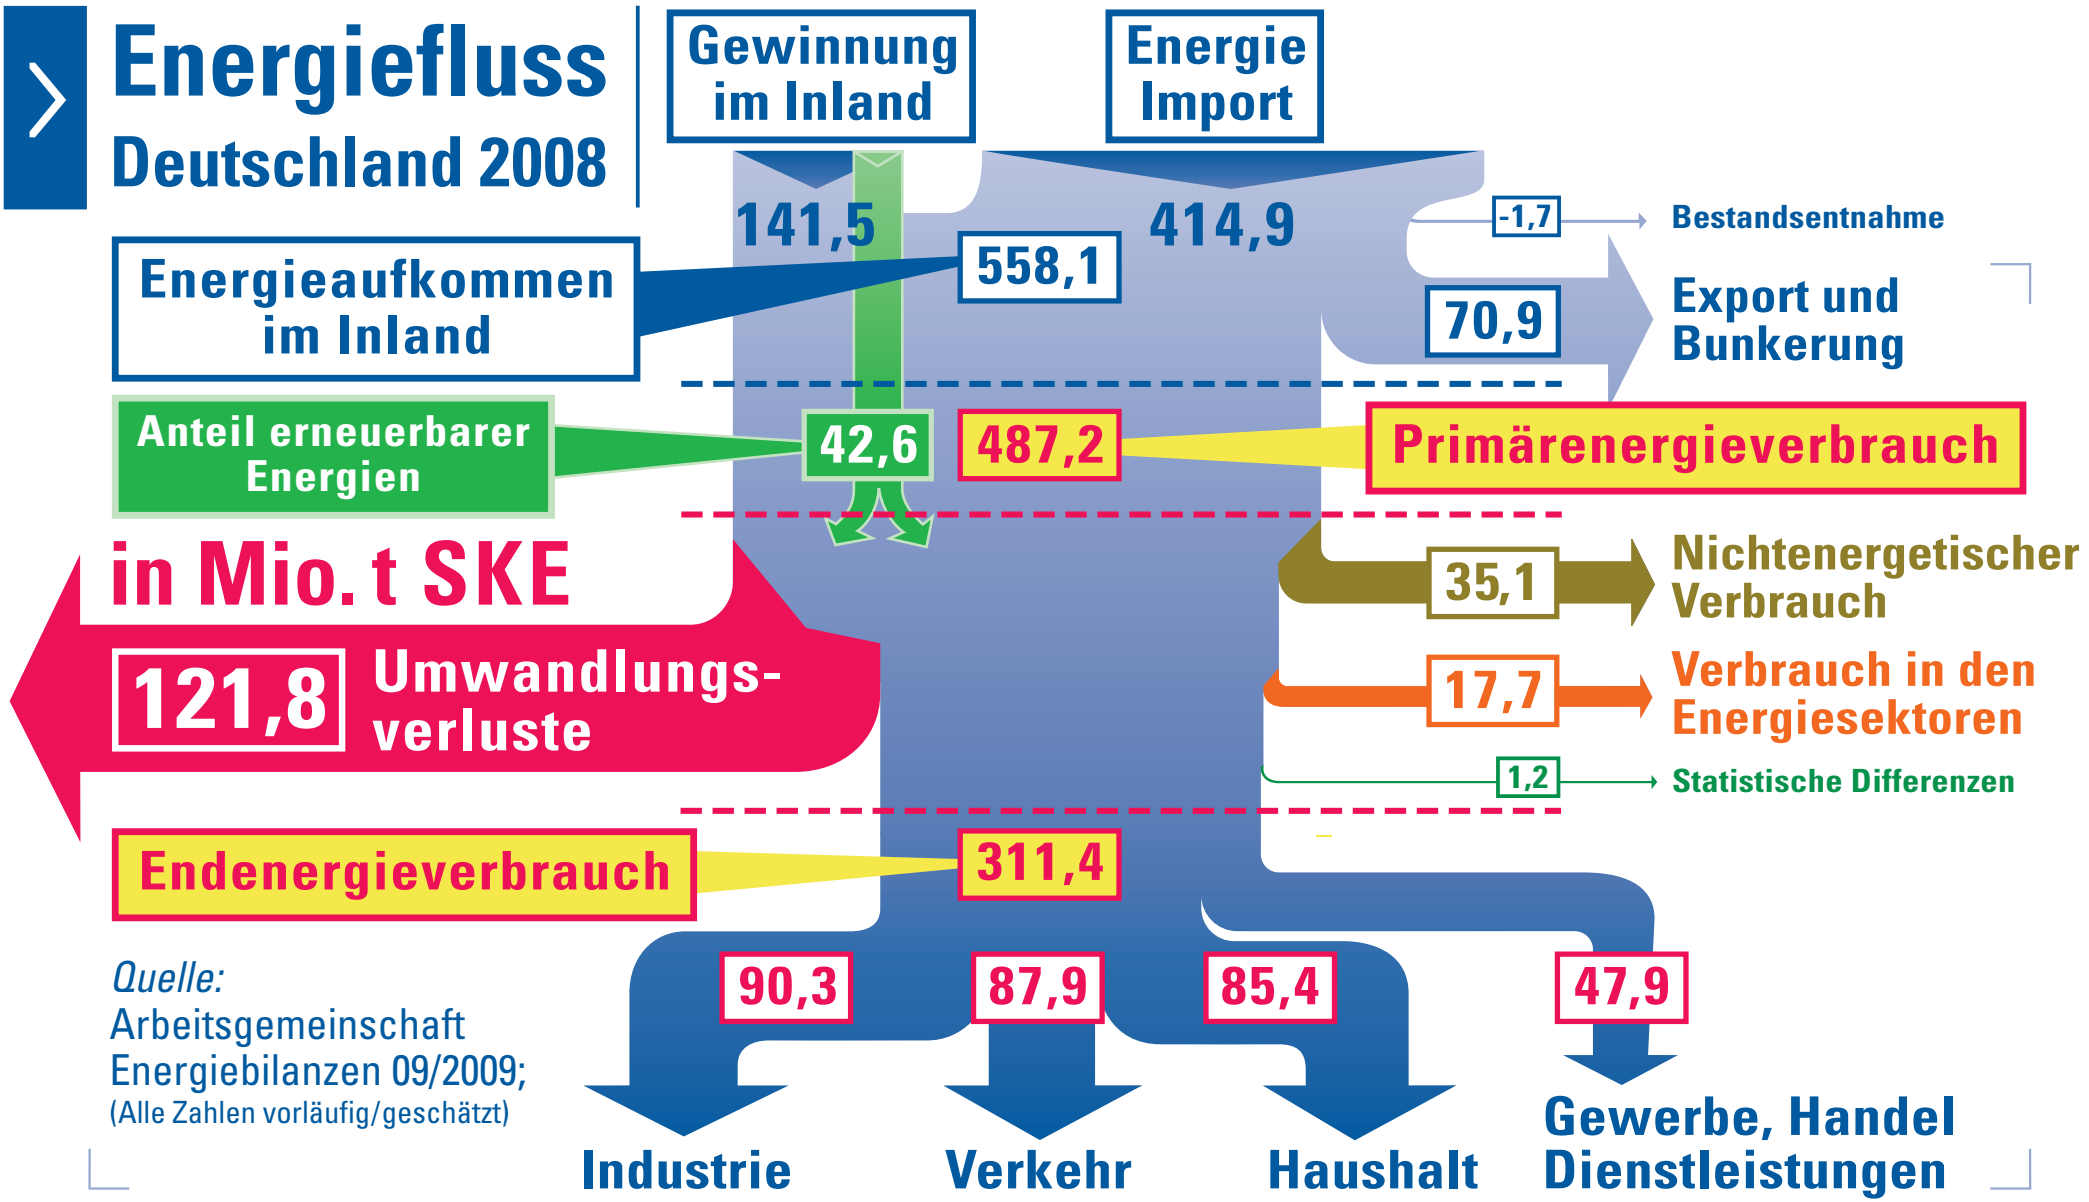 Energiefluss
Deutschland 2008
Gewinnung
im Inland
Energie
Import
141,5
414,9
-1,7
Bestandsentnahme
Energieaufkommen
im Inland
558,1
70,9
Export und
Bunkerung
Anteil erneuerbarer
Energien
42,6
487,2
Primärenergieverbrauch
in Mio. t SKE
35,1
Nichtenergetischer
Verbrauch
121,8
Umwandlungs-
verluste
17,7
Verbrauch in den
Energiesektoren
1,2
Statistische Differenzen
Endenergieverbrauch
311,4
Quelle:
Arbeitsgemeinschaft
Energiebilanzen 09/2009;
(Alle Zahlen vorläufig/geschätzt)
90,3
87,9
85,4
47,9
Industrie
Verkehr
Haushalt
Gewerbe, Handel
Dienstleistungen